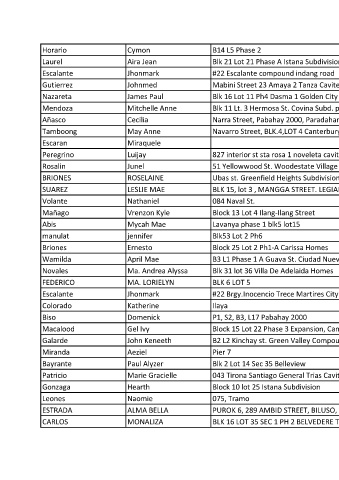 Horario Cymon B14 L5 Phase 2
Laurel Aira Jean Blk 21 Lot 21 Phase A Istana Subdivision
Escalante Jhonmark #22 Escalante compound indang road
Gutierrez Johnmed Mabini Street 23 Amaya 2 Tanza Cavite
Nazareta James Paul Blk 16 Lot 11 Ph4 Dasma 1 Golden City
Mendoza Mitchelle Anne Blk 11 Lt. 3 Hermosa St. Covina Subd. p
Añasco Cecilia Narra Street, Pabahay 2000, Paradahan
Tamboong May Anne Navarro Street, BLK.4,LOT 4 Canterbury
Escaran Miraquele
Peregrino Luijay 827 interior st sta rosa 1 noveleta cavite
Rosalin Junel 51 Yellowwood St. Woodestate Village
BRIONES ROSELAINE Ubas st. Greenfield Heights Subdivision
SUAREZ LESLIE MAE BLK 15, lot 3 , MANGGA STREET. LEGIAN
Volante Nathaniel 084 Naval St.
Mañago Vrenzon Kyle Block 13 Lot 4 Ilang-Ilang Street
Abis Mycah Mae Lavanya phase 1 blk5 lot15
manulat jennifer Blk53 Lot 2 Ph6
Briones Ernesto Block 25 Lot 2 Ph1-A Carissa Homes
Wamilda April Mae B3 L1 Phase 1 A Guava St. Ciudad Nuev
Novales Ma. Andrea Alyssa Blk 31 lot 36 Villa De Adelaida Homes
FEDERICO MA. LORIELYN BLK 6 LOT 5
Escalante Jhonmark #22 Brgy.Inocencio Trece Martires City
Colorado Katherine Ilaya
Biso Domenick P1, S2, B3, L17 Pabahay 2000
Macalood Gel Ivy Block 15 Lot 22 Phase 3 Expansion, Cam
Galarde John Keneeth B2 L2 Kinchay st. Green Valley Compou
Miranda Aeziel Pier 7
Bayrante Paul Alyzer Blk 2 Lot 14 Sec 35 Belleview
Patricio Marie Gracielle 043 Tirona Santiago General Trias Cavit
Gonzaga Hearth Block 10 lot 25 Istana Subdivision
Leones Naomie 075, Tramo
ESTRADA ALMA BELLA PUROK 6, 289 AMBID STREET, BILUSO,
CARLOS MONALIZA BLK 16 LOT 35 SEC 1 PH 2 BELVEDERE T